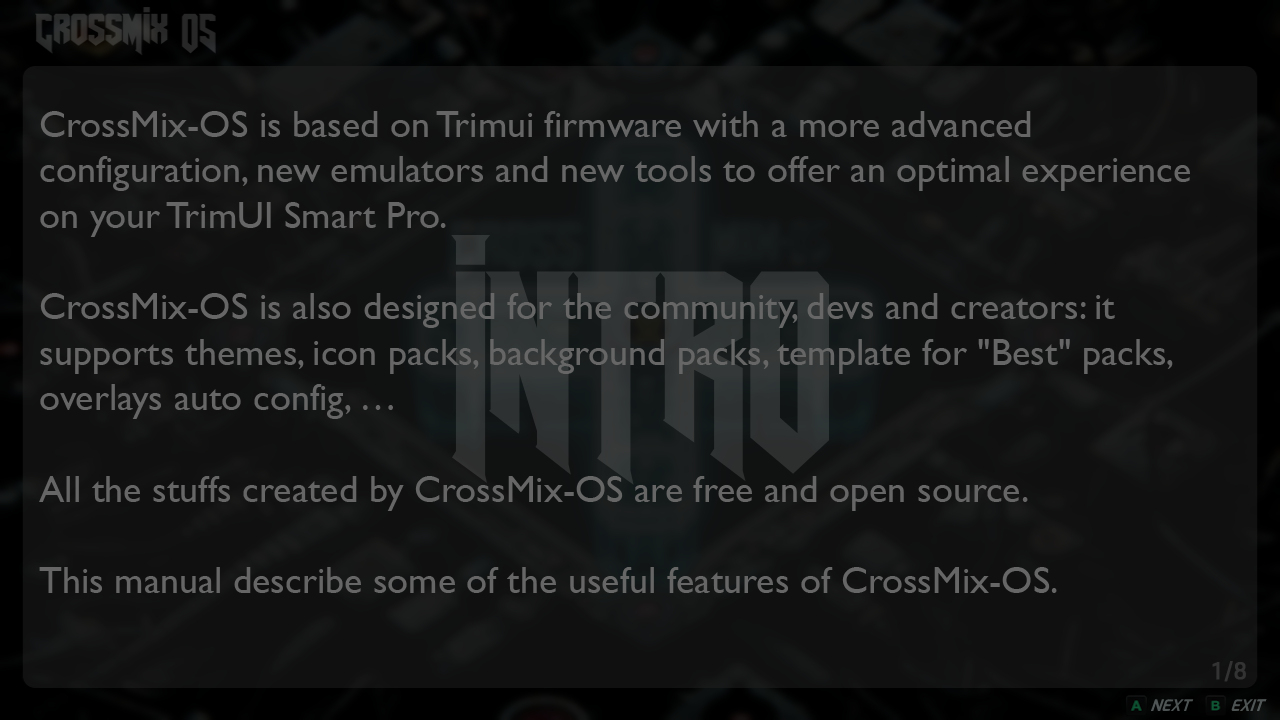 CROSSMIX OS
CrossMix-OS is based on Trimui firmware with a more advanced
configuration, new emulators and new tools to offer an optimal experience
on your TrimUI Smart Pro.
INTRO
CrossMix-OS is also designed for the community, devs and creators: it
supports themes, icon packs, background packs, template for "Best" packs,
overlays auto config, …
All the stuffs created by CrossMix-OS are free and open source.
This manual describe some of the useful features of CrossMix-OS.
1/8
A NEXT B EXIT